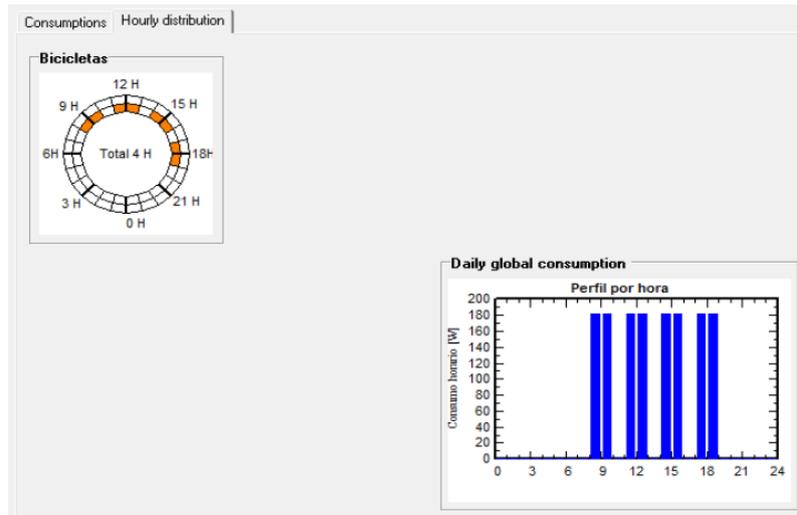 Consumptions Hourly distribution
Bicicletas
12 H
9 H 15 H
6H Total 4 H 18H
3 H 21 H
0 H
Daily global consumption
Perfil por hora
Consumo horario [W]
200
180
160
140
120
100
80
60
40
20
0
0 3 6 9 12 15 18 21 24